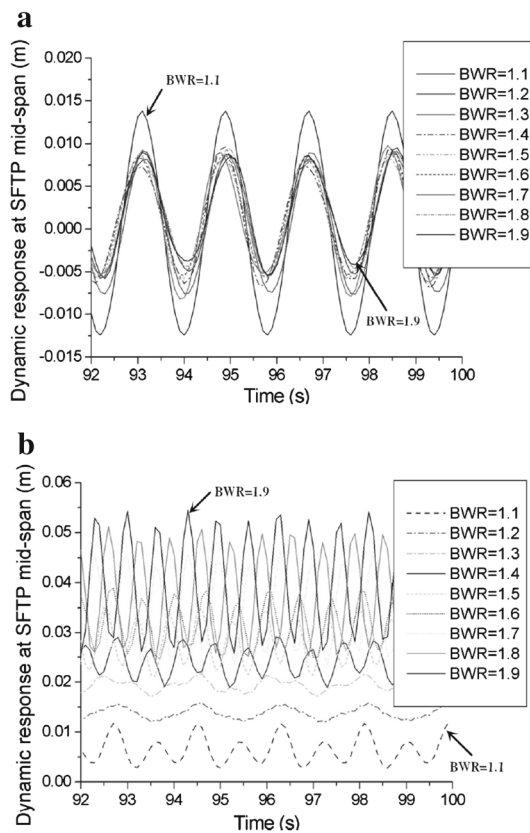 a
Dynamic response at SFTP mid-span (m)
0.020
0.015
0.010
0.005
0.000
-0.005
-0.010
-0.015
BWR=1.1
BWR=1.9
BWR=1.1
BWR=1.2
BWR=1.3
BWR=1.4
BWR=1.5
BWR=1.6
BWR=1.7
BWR=1.8
BWR=1.9
92 93 94 95 96 97 98 99 100
Time (s)
b
Dynamic response at SFTP mid-span (m)
0.06
0.05
0.04
0.03
0.02
0.01
0.00
BWR=1.9
BWR=1.1
BWR=1.1
BWR=1.2
BWR=1.3
BWR=1.4
BWR=1.5
BWR=1.6
BWR=1.7
BWR=1.8
BWR=1.9
92 93 94 95 96 97 98 99 100
Time (s)